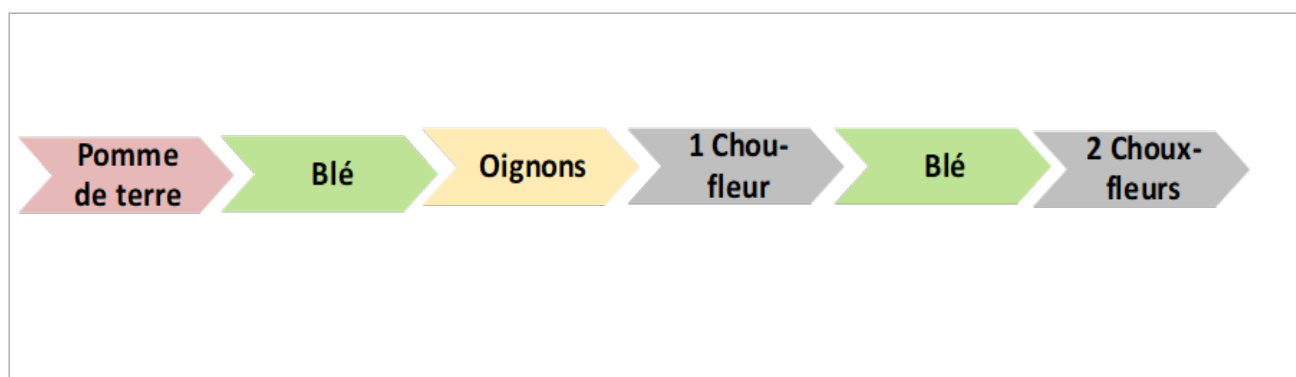 Pomme
de terre
Blé
Oignons
1 Chou-
fleur
Blé
2 Choux-
fleurs